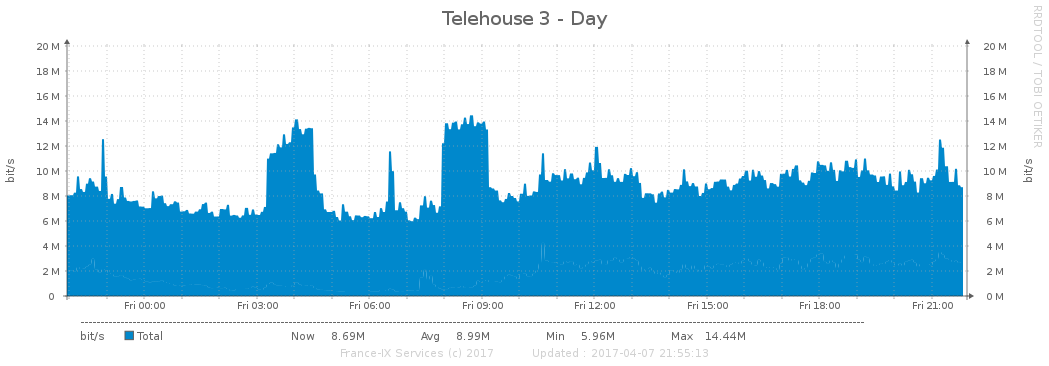 Telehouse 3 - Day
RRDTOOL / TOBI OETIKER
bit/s
20 M 20 M
18 M 18 M
16 M 16 M
14 M 14 M
12 M 12 M
10 M 10 M
8 M 8 M
6 M 6 M
4 M 4 M
2 M 2 M
0 0 M
bit/s
Fri 00:00 Fri 03:00 Fri 06:00 Fri 09:00 Fri 12:00 Fri 15:00 Fri 18:00 Fri 21:00
bit/s Total Now 8.69M Avg 8.99M Min 5.96M Max 14.44M
France-IX Services (c) 2017 Updated : 2017-04-07 21:55:13